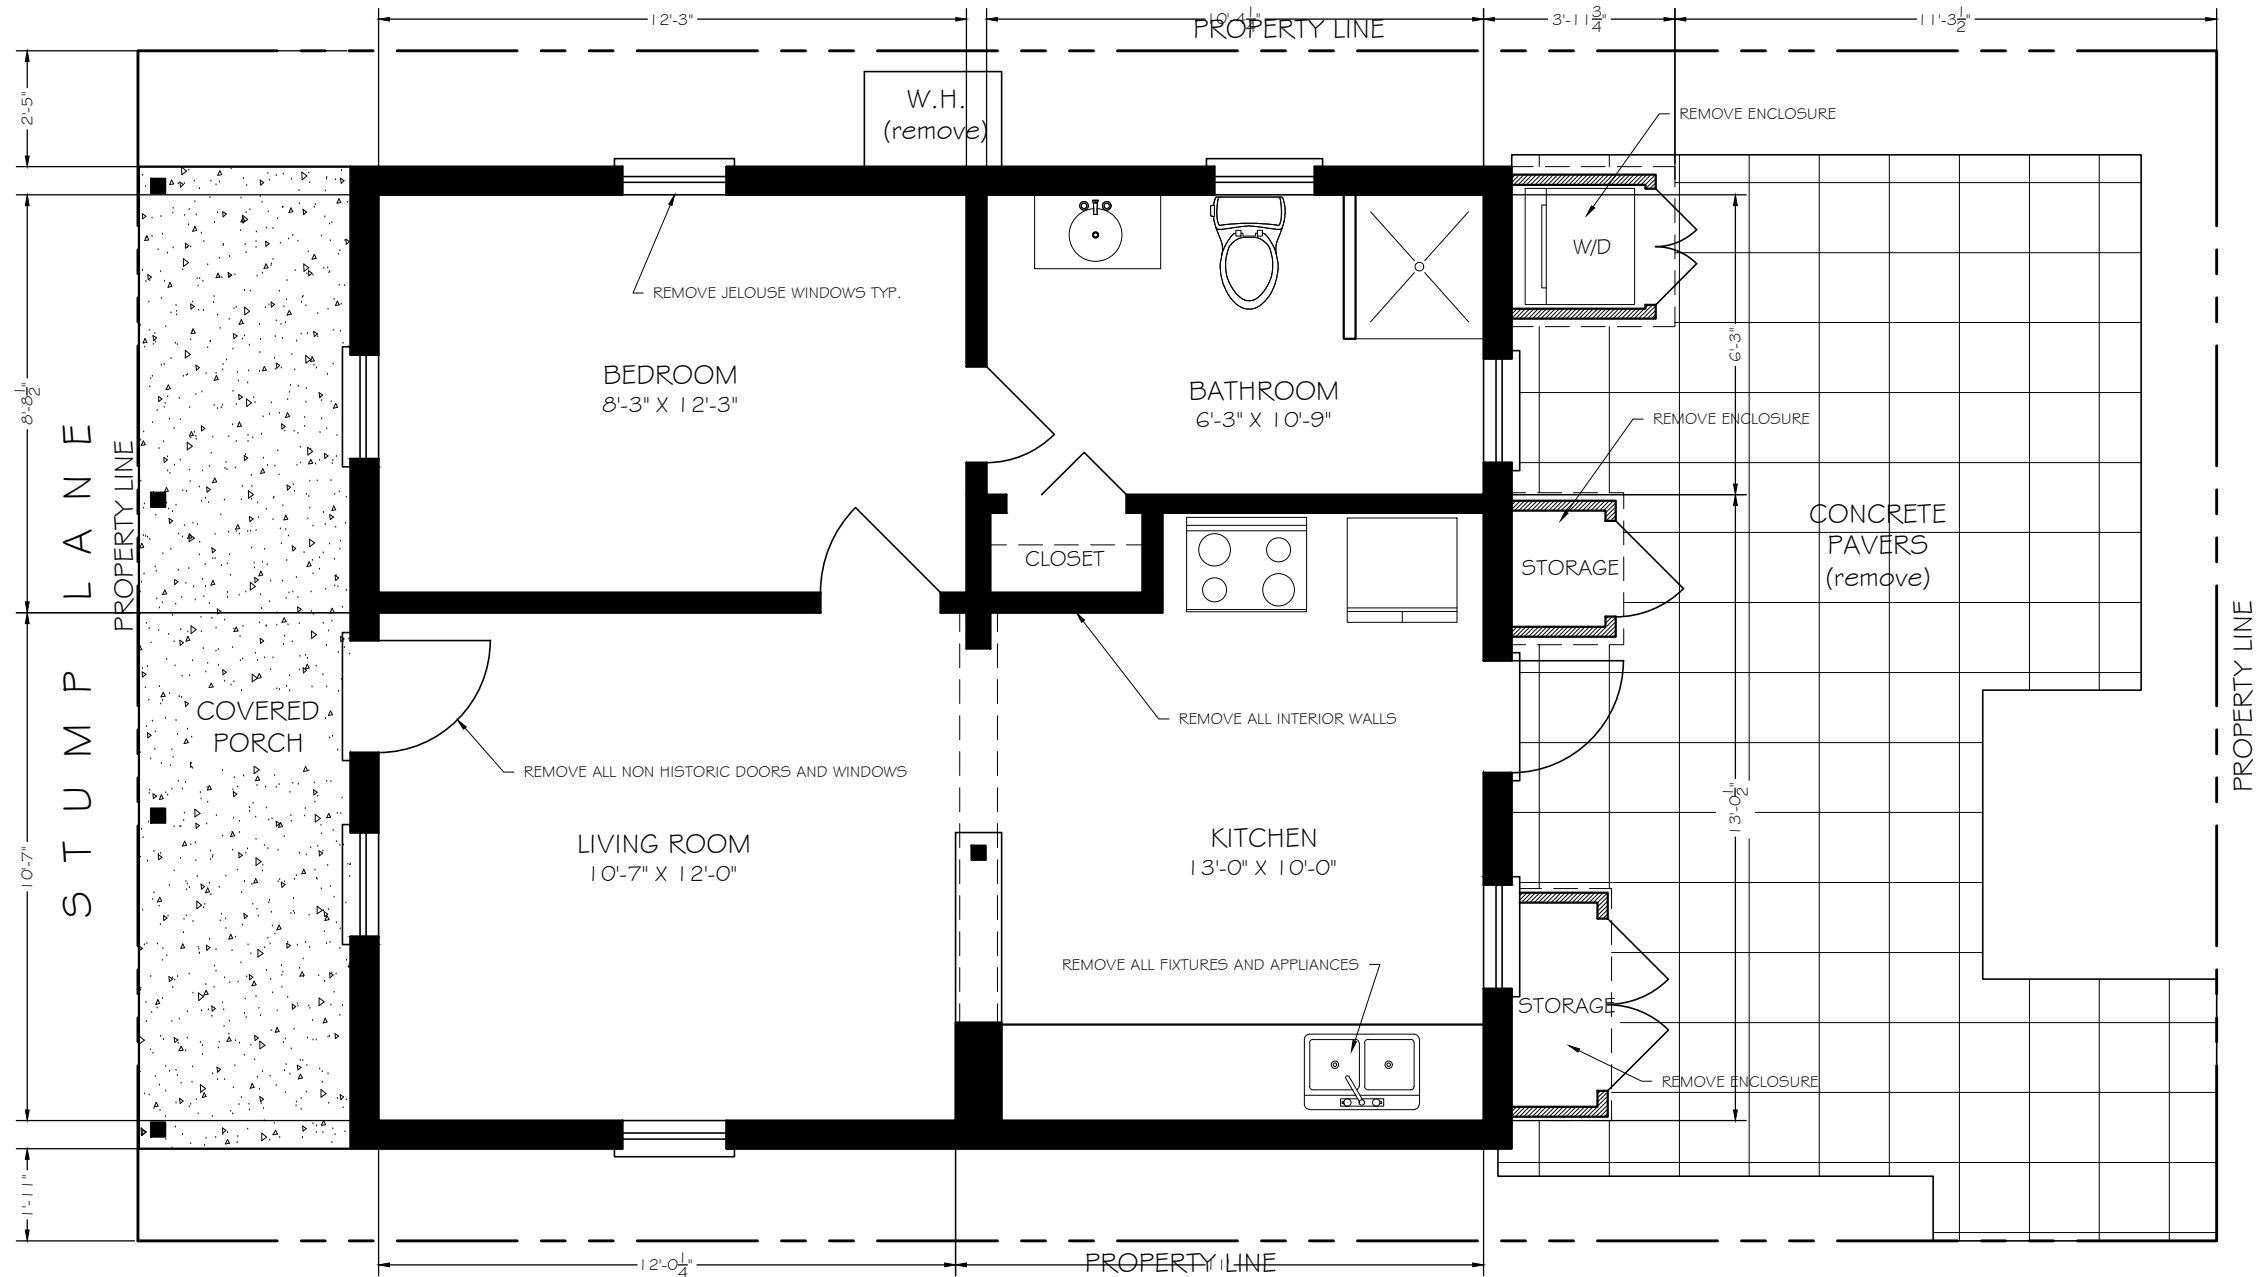 12'-3"
10'-4 1/4"
3'-11 3/4"
11'-3 1/2"
PROPERTY LINE
2'-5"
W.H.
(remove)
REMOVE ENCLOSURE
W/D
REMOVE JELOUSE WINDOWS TYP.
8'-8 1/2"
6'-3"
BEDROOM
8'-3" X 12'-3"
BATHROOM
6'-3" X 10'-9"
REMOVE ENCLOSURE
STUMP LANE
PROPERTY LINE
CONCRETE
PAVERS
(remove)
CLOSET
STORAGE
PROPERTY LINE
COVERED
PORCH
REMOVE ALL INTERIOR WALLS
REMOVE ALL NON HISTORIC DOORS AND WINDOWS
13'-0 1/2"
LIVING ROOM
10'-7" X 12'-0"
KITCHEN
13'-0" X 10'-0"
10'-7"
REMOVE ALL FIXTURES AND APPLIANCES
STORAGE
REMOVE ENCLOSURE
1'-11"
12'-0 1/4"
PROPERTY LINE